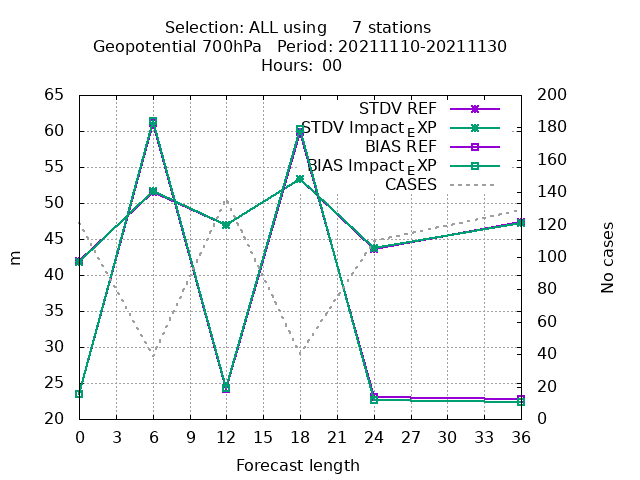 Selection: ALL using     7 stations
Geopotential 700hPa   Period: 20211110-20211130
Hours: 00
65
60
55
50
45
40
35
30
25
20
200
180
160
140
120
100
80
60
40
20
0
STDV REF
STDV Impact_EXP
BIAS REF
BIAS Impact_EXP
CASES
m
No cases
0 3 6 9 12 15 18 21 24 27 30 33 36
Forecast length